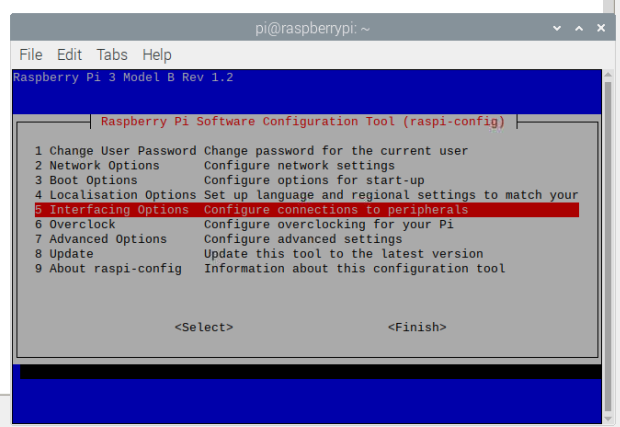 pi@raspberrypi: ~
File Edit Tabs Help
Raspberry Pi 3 Model B Rev 1.2
Raspberry Pi Software Configuration Tool (raspi-config)
1 Change User Password Change password for the current user
2 Network Options Configure network settings
3 Boot Options Configure options for start-up
4 Localisation Options Set up language and regional settings to match your
5 Interfacing Options Configure connections to peripherals
6 Overclock Configure overclocking for your Pi
7 Advanced Options Configure advanced settings
8 Update Update this tool to the latest version
9 About raspi-config Information about this configuration tool
<Select> <Finish>